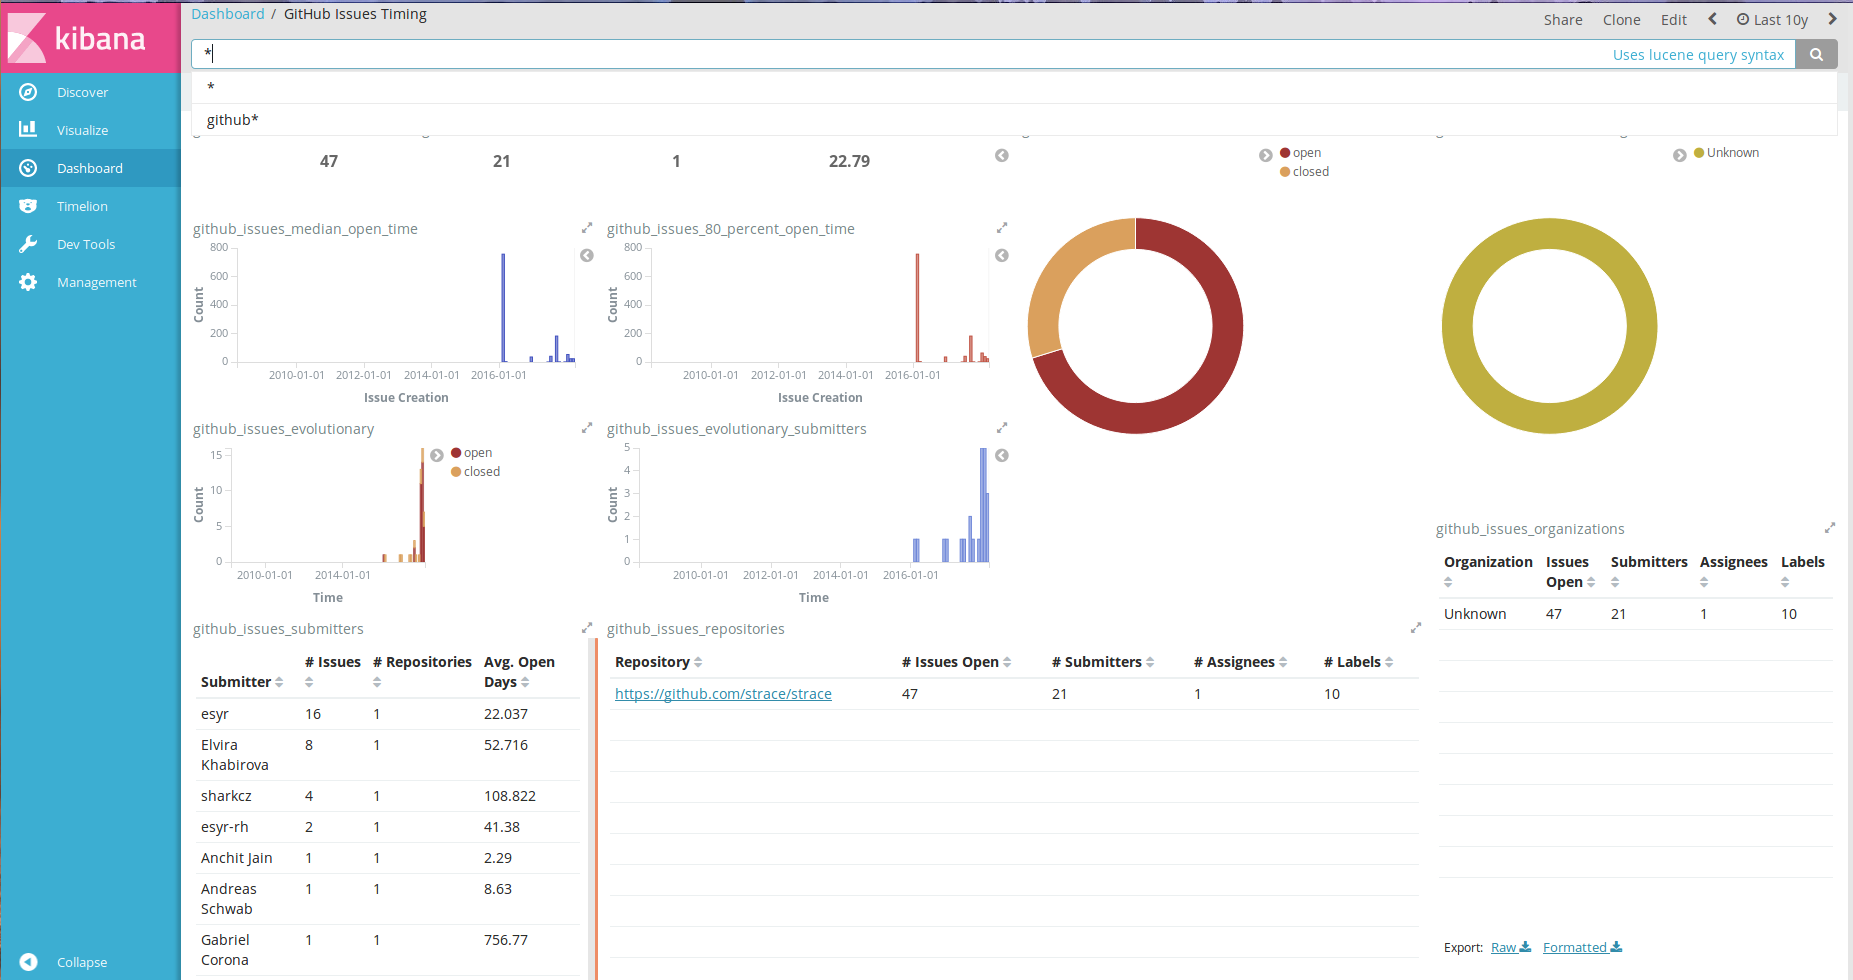 kibana
Discover
Visualize
Dashboard
Timelion
Dev Tools
Management
Collapse
Dashboard / GitHub Issues Timing
Share Clone Edit Last 10y
* Uses lucene query syntax
*
github*
47 21 1 22.79
open
closed
Unknown
github_issues_median_open_time
800
600
400
200
0
Count
2010-01-01 2012-01-01 2014-01-01 2016-01-01
Issue Creation
github_issues_80_percent_open_time
800
600
400
200
0
Count
2010-01-01 2012-01-01 2014-01-01 2016-01-01
Issue Creation
github_issues_evolutionary
15
10
5
0
Count
2010-01-01 2014-01-01
Time
open
closed
github_issues_evolutionary_submitters
5
4
3
2
1
0
Count
2010-01-01 2012-01-01 2014-01-01 2016-01-01
Time
github_issues_organizations
Organization Issues Open Submitters Assignees Labels
Unknown 47 21 1 10
Export: Raw Formatted
github_issues_submitters
Submitter # Issues # Repositories Avg. Open Days
esyr 16 1 22.037
Elvira Khabirova 8 1 52.716
sharkcz 4 1 108.822
esyr-rh 2 1 41.38
Anchit Jain 1 1 2.29
Andreas Schwab 1 1 8.63
Gabriel Corona 1 1 756.77
github_issues_repositories
Repository # Issues Open # Submitters # Assignees # Labels
https://github.com/strace/strace 47 21 1 10